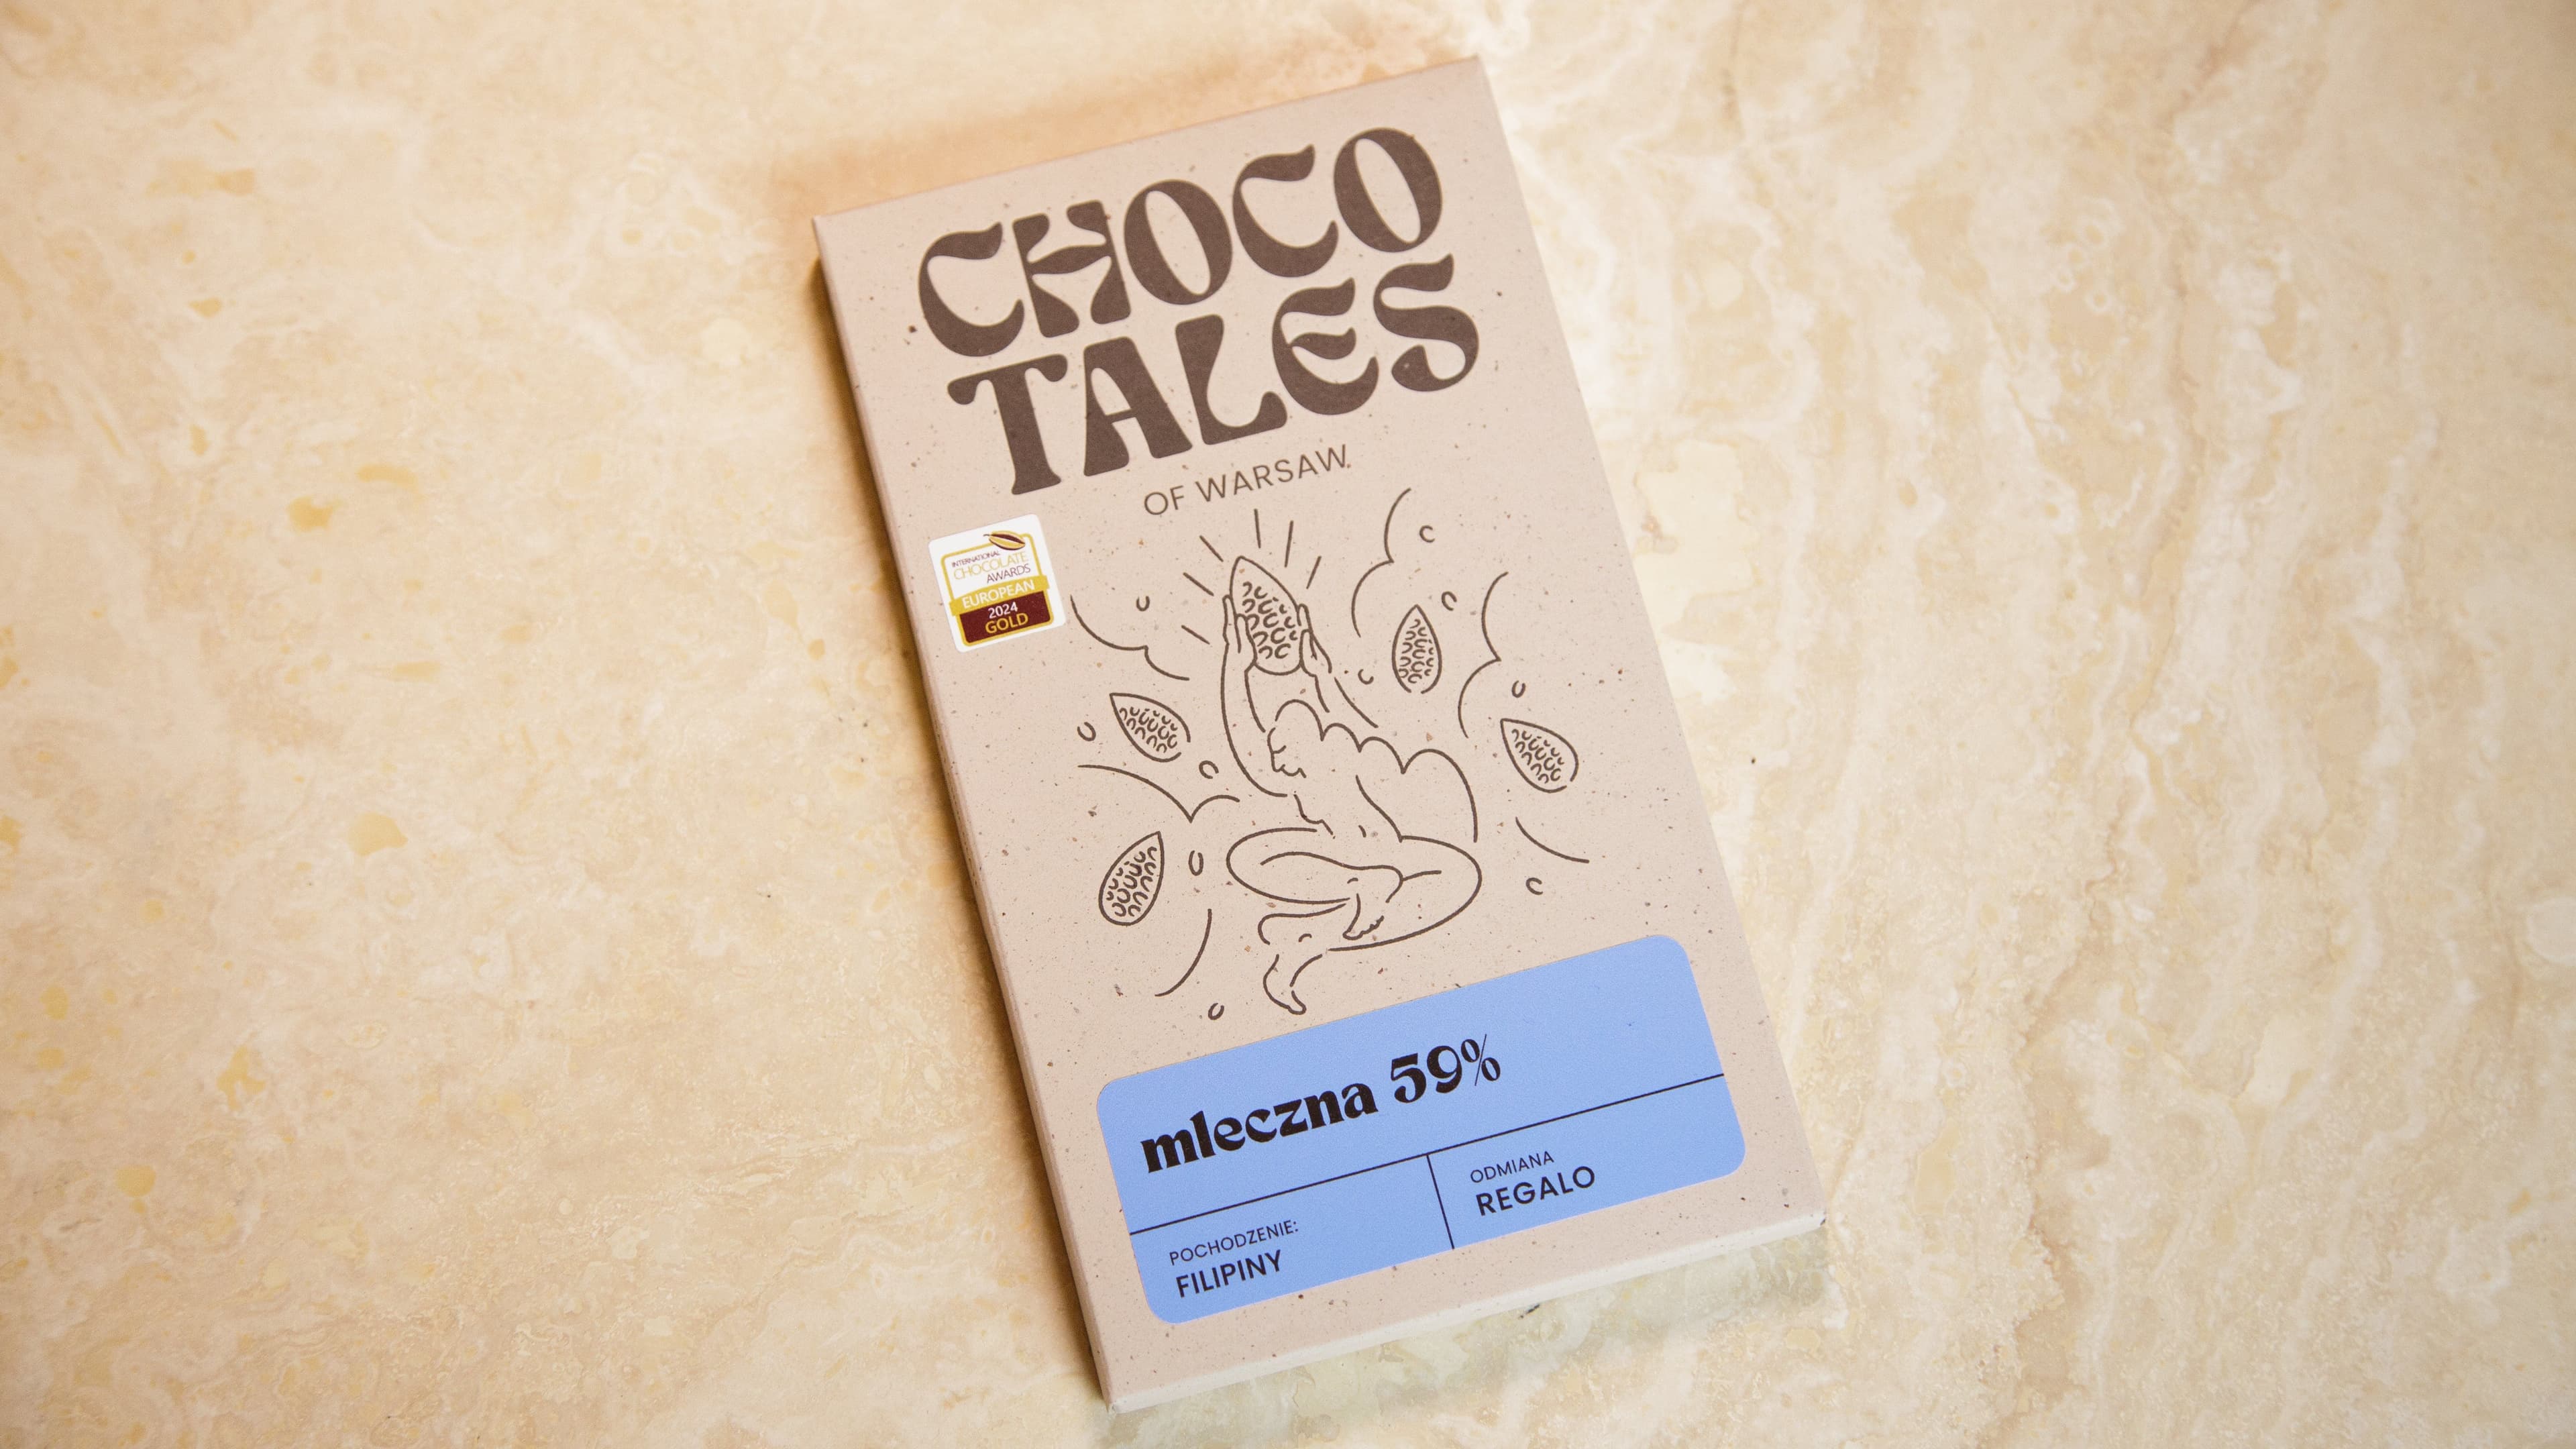 CHOCO
TALES
OF WARSAW.
INTERNATIONAL
CHOCOLATE
AWARDS
EUROPEAN
2024
GOLD
mleczna 59%
POCHODZENIE:
FILIPINY
ODMIANA
REGALO